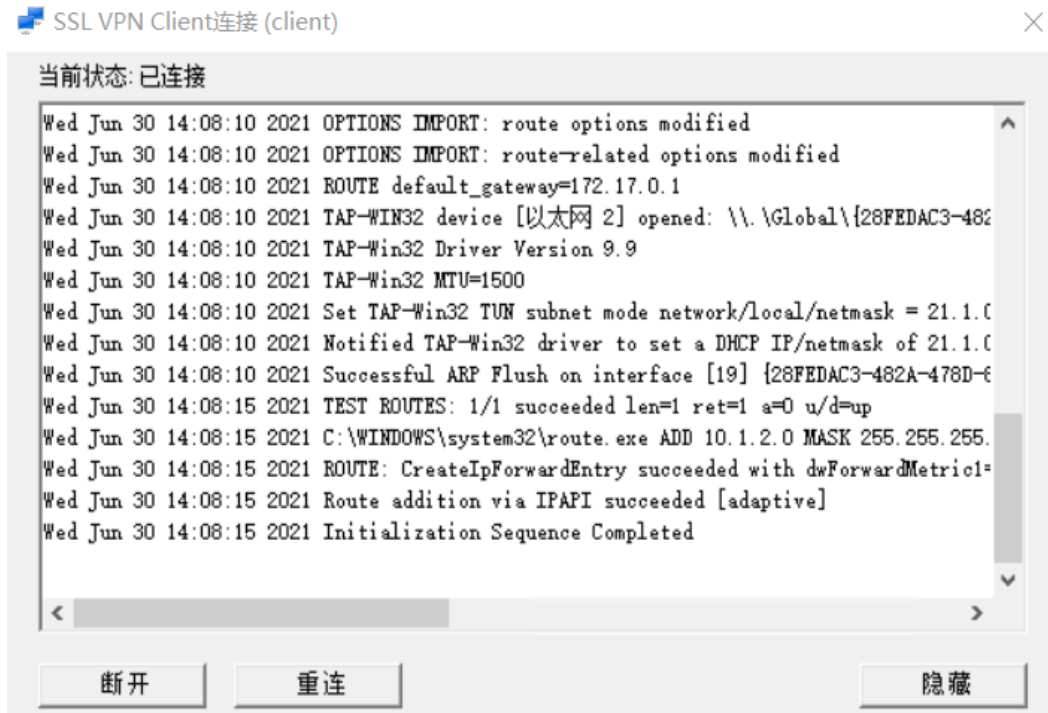 SSL VPN Client连接 (client)
当前状态: 已连接
Wed Jun 30 14:08:10 2021 OPTIONS IMPORT: route options modified
Wed Jun 30 14:08:10 2021 OPTIONS IMPORT: route-related options modified
Wed Jun 30 14:08:10 2021 ROUTE default_gateway=172.17.0.1
Wed Jun 30 14:08:10 2021 TAP-WIN32 device [以太网 2] opened: \\.\Global\{28FEDAC3-482
Wed Jun 30 14:08:10 2021 TAP-Win32 Driver Version 9.9
Wed Jun 30 14:08:10 2021 TAP-Win32 MTU=1500
Wed Jun 30 14:08:10 2021 Set TAP-Win32 TUN subnet mode network/local/netmask = 21.1.0
Wed Jun 30 14:08:10 2021 Notified TAP-Win32 driver to set a DHCP IP/netmask of 21.1.0
Wed Jun 30 14:08:10 2021 Successful ARP Flush on interface [19] {28FEDAC3-482A-478D-8
Wed Jun 30 14:08:15 2021 TEST ROUTES: 1/1 succeeded len=1 ret=1 a=0 u/d=up
Wed Jun 30 14:08:15 2021 C:\WINDOWS\system32\route.exe ADD 10.1.2.0 MASK 255.255.255.
Wed Jun 30 14:08:15 2021 ROUTE: CreateIpForwardEntry succeeded with dwForwardMetric1=
Wed Jun 30 14:08:15 2021 Route addition via IPAPI succeeded [adaptive]
Wed Jun 30 14:08:15 2021 Initialization Sequence Completed
断开 重连 隐藏